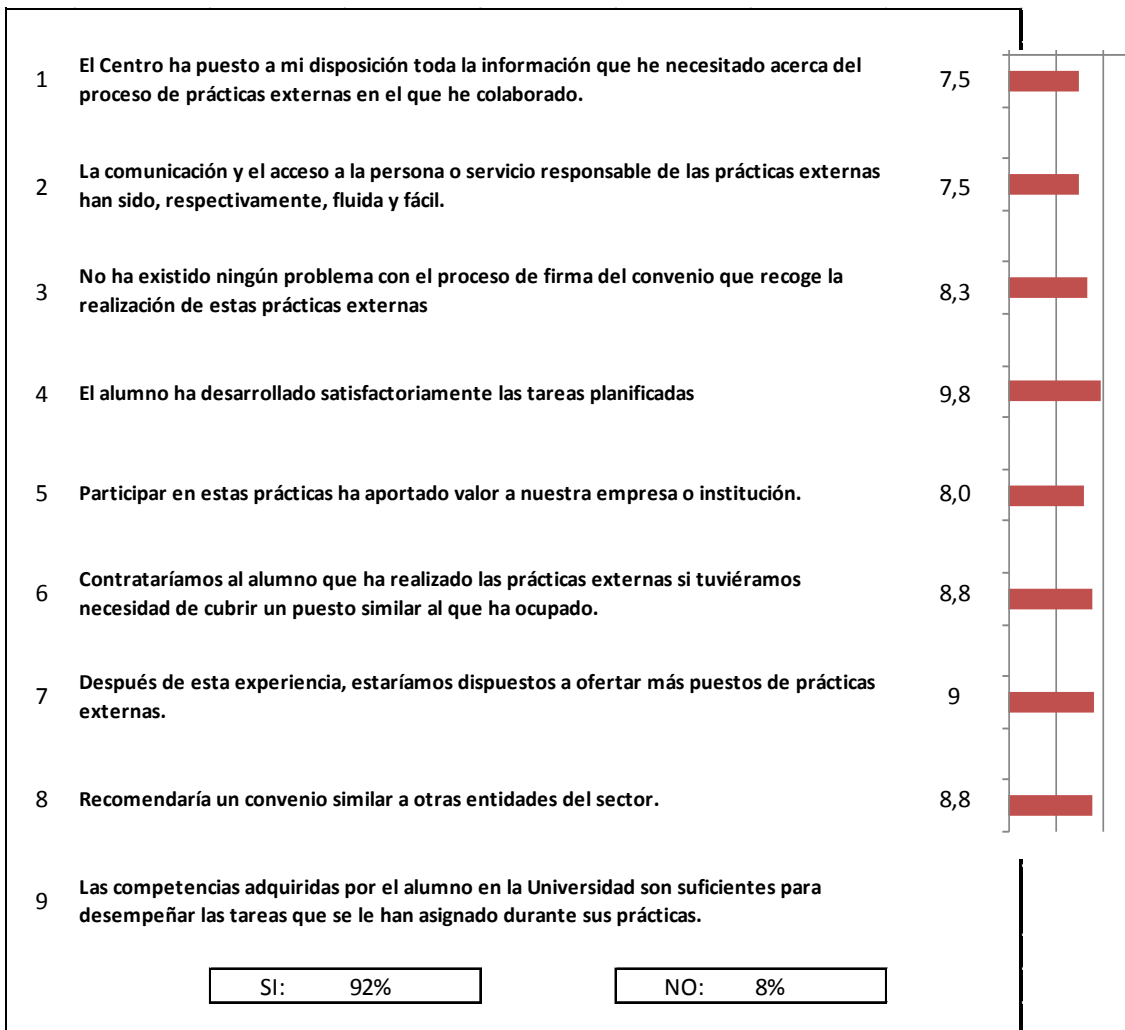 1 El Centro ha puesto a mi disposición toda la información que he necesitado acerca del
proceso de prácticas externas en el que he colaborado. 7,5
2 La comunicación y el acceso a la persona o servicio responsable de las prácticas externas
han sido, respectivamente, fluida y fácil. 7,5
3 No ha existido ningún problema con el proceso de firma del convenio que recoge la
realización de estas prácticas externas 8,3
4 El alumno ha desarrollado satisfactoriamente las tareas planificadas 9,8
5 Participar en estas prácticas ha aportado valor a nuestra empresa o institución. 8,0
6 Contrataríamos al alumno que ha realizado las prácticas externas si tuviéramos
necesidad de cubrir un puesto similar al que ha ocupado. 8,8
7 Después de esta experiencia, estaríamos dispuestos a ofertar más puestos de prácticas
externas. 9
8 Recomendaría un convenio similar a otras entidades del sector. 8,8
9 Las competencias adquiridas por el alumno en la Universidad son suficientes para
desempeñar las tareas que se le han asignado durante sus prácticas.
SI: 92% NO: 8%